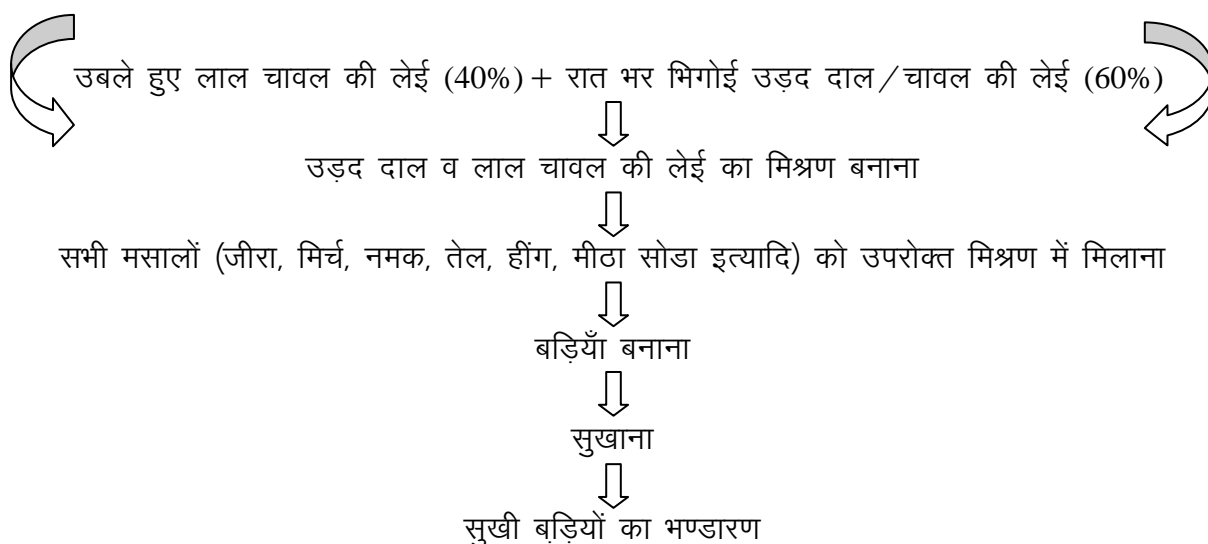 उबले हुए लाल चावल की लेई (40%) + रात भर भिगोई उड़द दाल/चावल की लेई (60%)
उड़द दाल व लाल चावल की लेई का मिश्रण बनाना
सभी मसालों (जीरा, मिर्च, नमक, तेल, हींग, मीठा सोडा इत्यादि) को उपरोक्त मिश्रण में मिलाना
बड़ियाँ बनाना
सुखाना
सुखी बड़ियों का भण्डारण